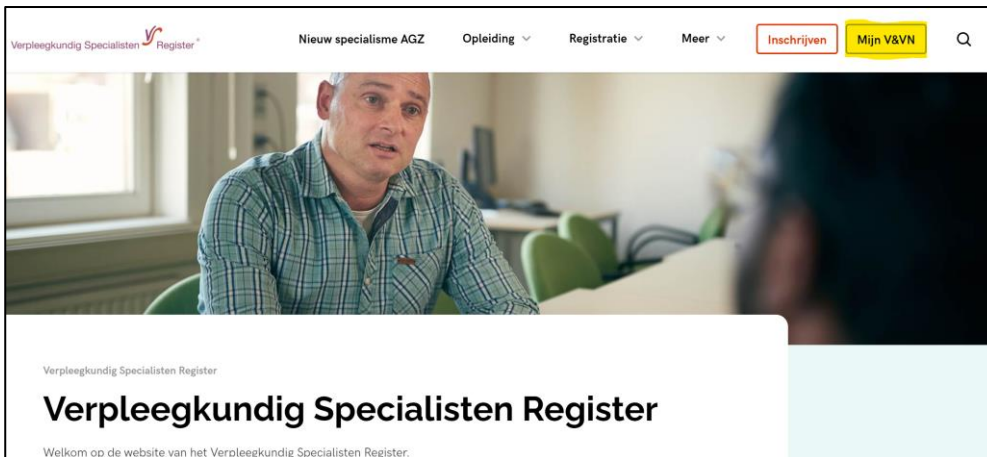 Verpleegkundig Specialisten Register
Nieuw specialisme AGZ Opleiding Registratie Meer Inschrijven Mijn V&VN
Verpleegkundig Specialisten Register
Verpleegkundig Specialisten Register
Welkom op de website van het Verpleegkundig Specialisten Register.